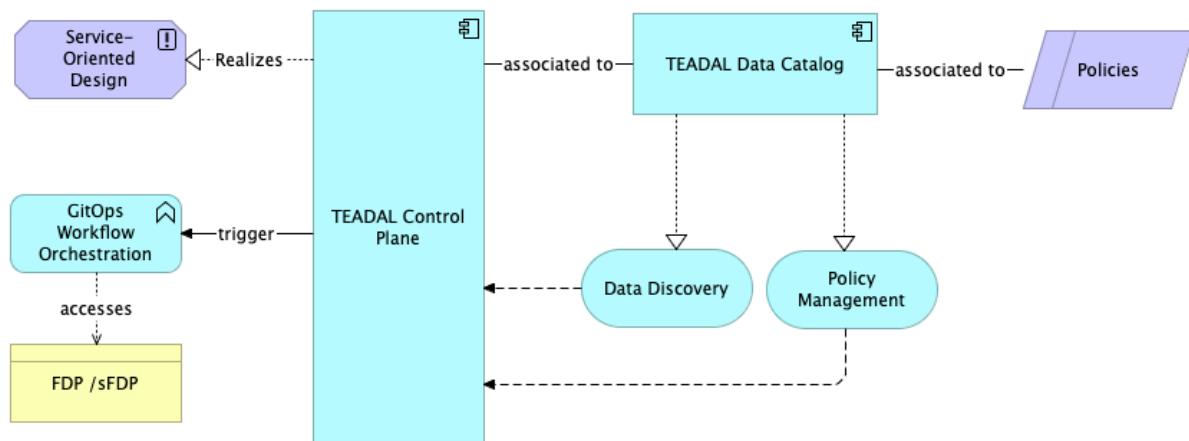 Service-
Oriented
Design
Realizes
associated to
TEADAL Data Catalog
associated to
Policies
GitOps
Workflow
Orchestration
trigger
TEADAL Control
Plane
Data Discovery
Policy
Management
accesses
FDP /sFDP